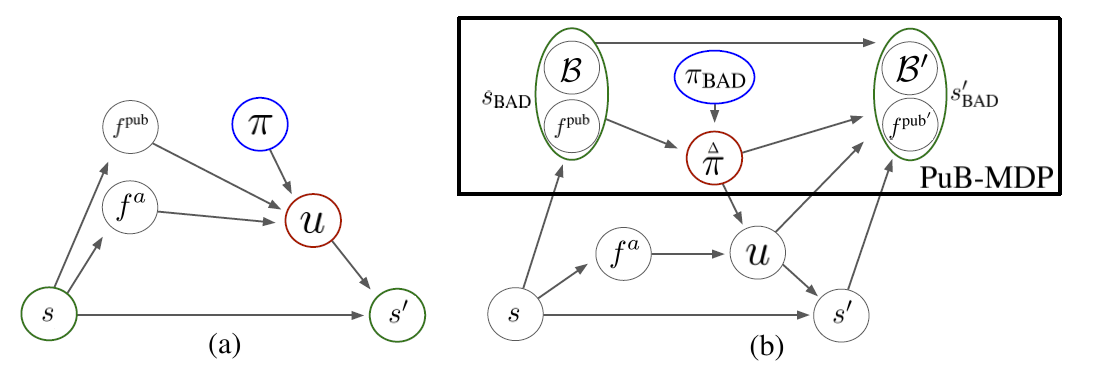 f^pub
π
f^a
u
s
s′
(a)
s_BAD
ℬ
f^pub
π_BAD
π̂^Δ
ℬ′
f^pub′
s′_BAD
PuB-MDP
f^a
u
s
s′
(b)